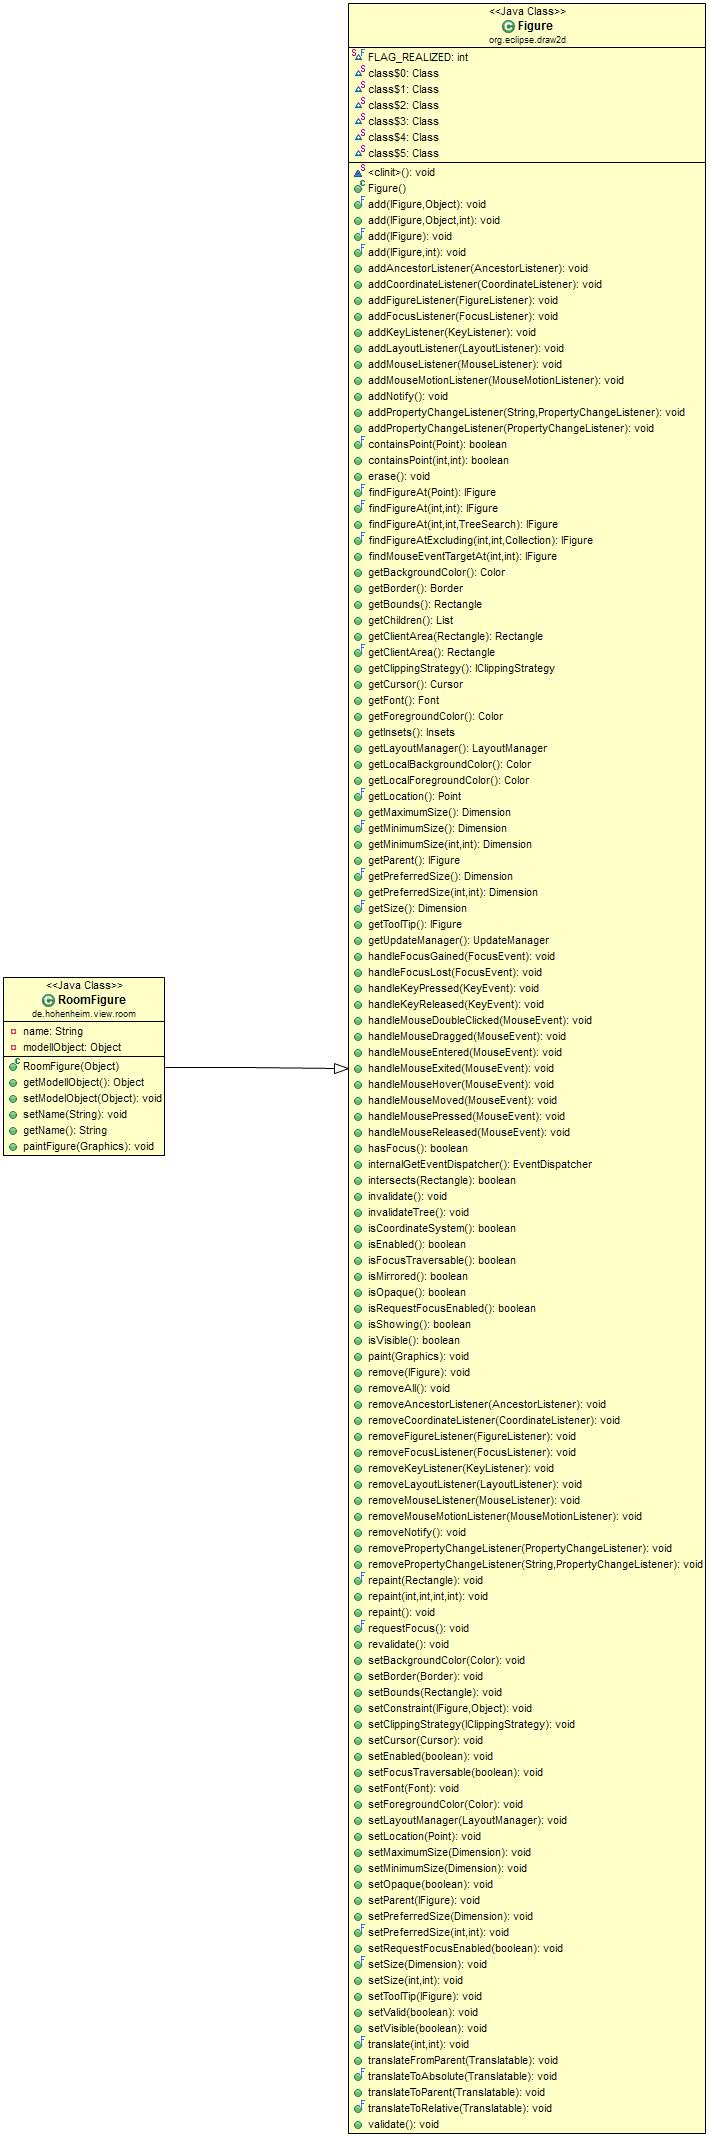 <<Java Class>>
Figure
org.eclipse.draw2d
FLAG_REALIZED: int
class$0: Class
class$1: Class
class$2: Class
class$3: Class
class$4: Class
class$5: Class
<clinit>(): void
Figure()
add(IFigure,Object): void
add(IFigure,Object,int): void
add(IFigure): void
add(IFigure,int): void
addAncestorListener(AncestorListener): void
addCoordinateListener(CoordinateListener): void
addFigureListener(FigureListener): void
addFocusListener(FocusListener): void
addKeyListener(KeyListener): void
addLayoutListener(LayoutListener): void
addMouseListener(MouseListener): void
addMouseMotionListener(MouseMotionListener): void
addNotify(): void
addPropertyChangeListener(String,PropertyChangeListener): void
addPropertyChangeListener(PropertyChangeListener): void
containsPoint(Point): boolean
containsPoint(int,int): boolean
erase(): void
findFigureAt(Point): IFigure
findFigureAt(int,int): IFigure
findFigureAt(int,int,TreeSearch): IFigure
findFigureAtExcluding(int,int,Collection): IFigure
findMouseEventTargetAt(int,int): IFigure
getBackgroundColor(): Color
getBorder(): Border
getBounds(): Rectangle
getChildren(): List
getClientArea(Rectangle): Rectangle
getClientArea(): Rectangle
getClippingStrategy(): IClippingStrategy
getCursor(): Cursor
getFont(): Font
getForegroundColor(): Color
getInsets(): Insets
getLayoutManager(): LayoutManager
getLocalBackgroundColor(): Color
getLocalForegroundColor(): Color
getLocation(): Point
getMaximumSize(): Dimension
getMinimumSize(): Dimension
getMinimumSize(int,int): Dimension
getParent(): IFigure
getPreferredSize(): Dimension
getPreferredSize(int,int): Dimension
getSize(): Dimension
getToolTip(): IFigure
getUpdateManager(): UpdateManager
handleFocusGained(FocusEvent): void
handleFocusLost(FocusEvent): void
handleKeyPressed(KeyEvent): void
handleKeyReleased(KeyEvent): void
handleMouseDoubleClicked(MouseEvent): void
handleMouseDragged(MouseEvent): void
handleMouseEntered(MouseEvent): void
handleMouseExited(MouseEvent): void
handleMouseHover(MouseEvent): void
handleMouseMoved(MouseEvent): void
handleMousePressed(MouseEvent): void
handleMouseReleased(MouseEvent): void
hasFocus(): boolean
internalGetEventDispatcher(): EventDispatcher
intersects(Rectangle): boolean
invalidate(): void
invalidateTree(): void
isCoordinateSystem(): boolean
isEnabled(): boolean
isFocusTraversable(): boolean
isMirrored(): boolean
isOpaque(): boolean
isRequestFocusEnabled(): boolean
isShowing(): boolean
isVisible(): boolean
paint(Graphics): void
remove(IFigure): void
removeAll(): void
removeAncestorListener(AncestorListener): void
removeCoordinateListener(CoordinateListener): void
removeFigureListener(FigureListener): void
removeFocusListener(FocusListener): void
removeKeyListener(KeyListener): void
removeLayoutListener(LayoutListener): void
removeMouseListener(MouseListener): void
removeMouseMotionListener(MouseMotionListener): void
removeNotify(): void
removePropertyChangeListener(PropertyChangeListener): void
removePropertyChangeListener(String,PropertyChangeListener): void
repaint(Rectangle): void
repaint(int,int,int,int): void
repaint(): void
requestFocus(): void
revalidate(): void
setBackgroundColor(Color): void
setBorder(Border): void
setBounds(Rectangle): void
setConstraint(IFigure,Object): void
setClippingStrategy(IClippingStrategy): void
setCursor(Cursor): void
setEnabled(boolean): void
setFocusTraversable(boolean): void
setFont(Font): void
setForegroundColor(Color): void
setLayoutManager(LayoutManager): void
setLocation(Point): void
setMaximumSize(Dimension): void
setMinimumSize(Dimension): void
setOpaque(boolean): void
setParent(IFigure): void
setPreferredSize(Dimension): void
setPreferredSize(int,int): void
setRequestFocusEnabled(boolean): void
setSize(Dimension): void
setSize(int,int): void
setToolTip(IFigure): void
setValid(boolean): void
setVisible(boolean): void
translate(int,int): void
translateFromParent(Translatable): void
translateToAbsolute(Translatable): void
translateToParent(Translatable): void
translateToRelative(Translatable): void
validate(): void
<<Java Class>>
RoomFigure
de.hohenheim.view.room
name: String
modellObject: Object
RoomFigure(Object)
getModellObject(): Object
setModelObject(Object): void
setName(String): void
getName(): String
paintFigure(Graphics): void